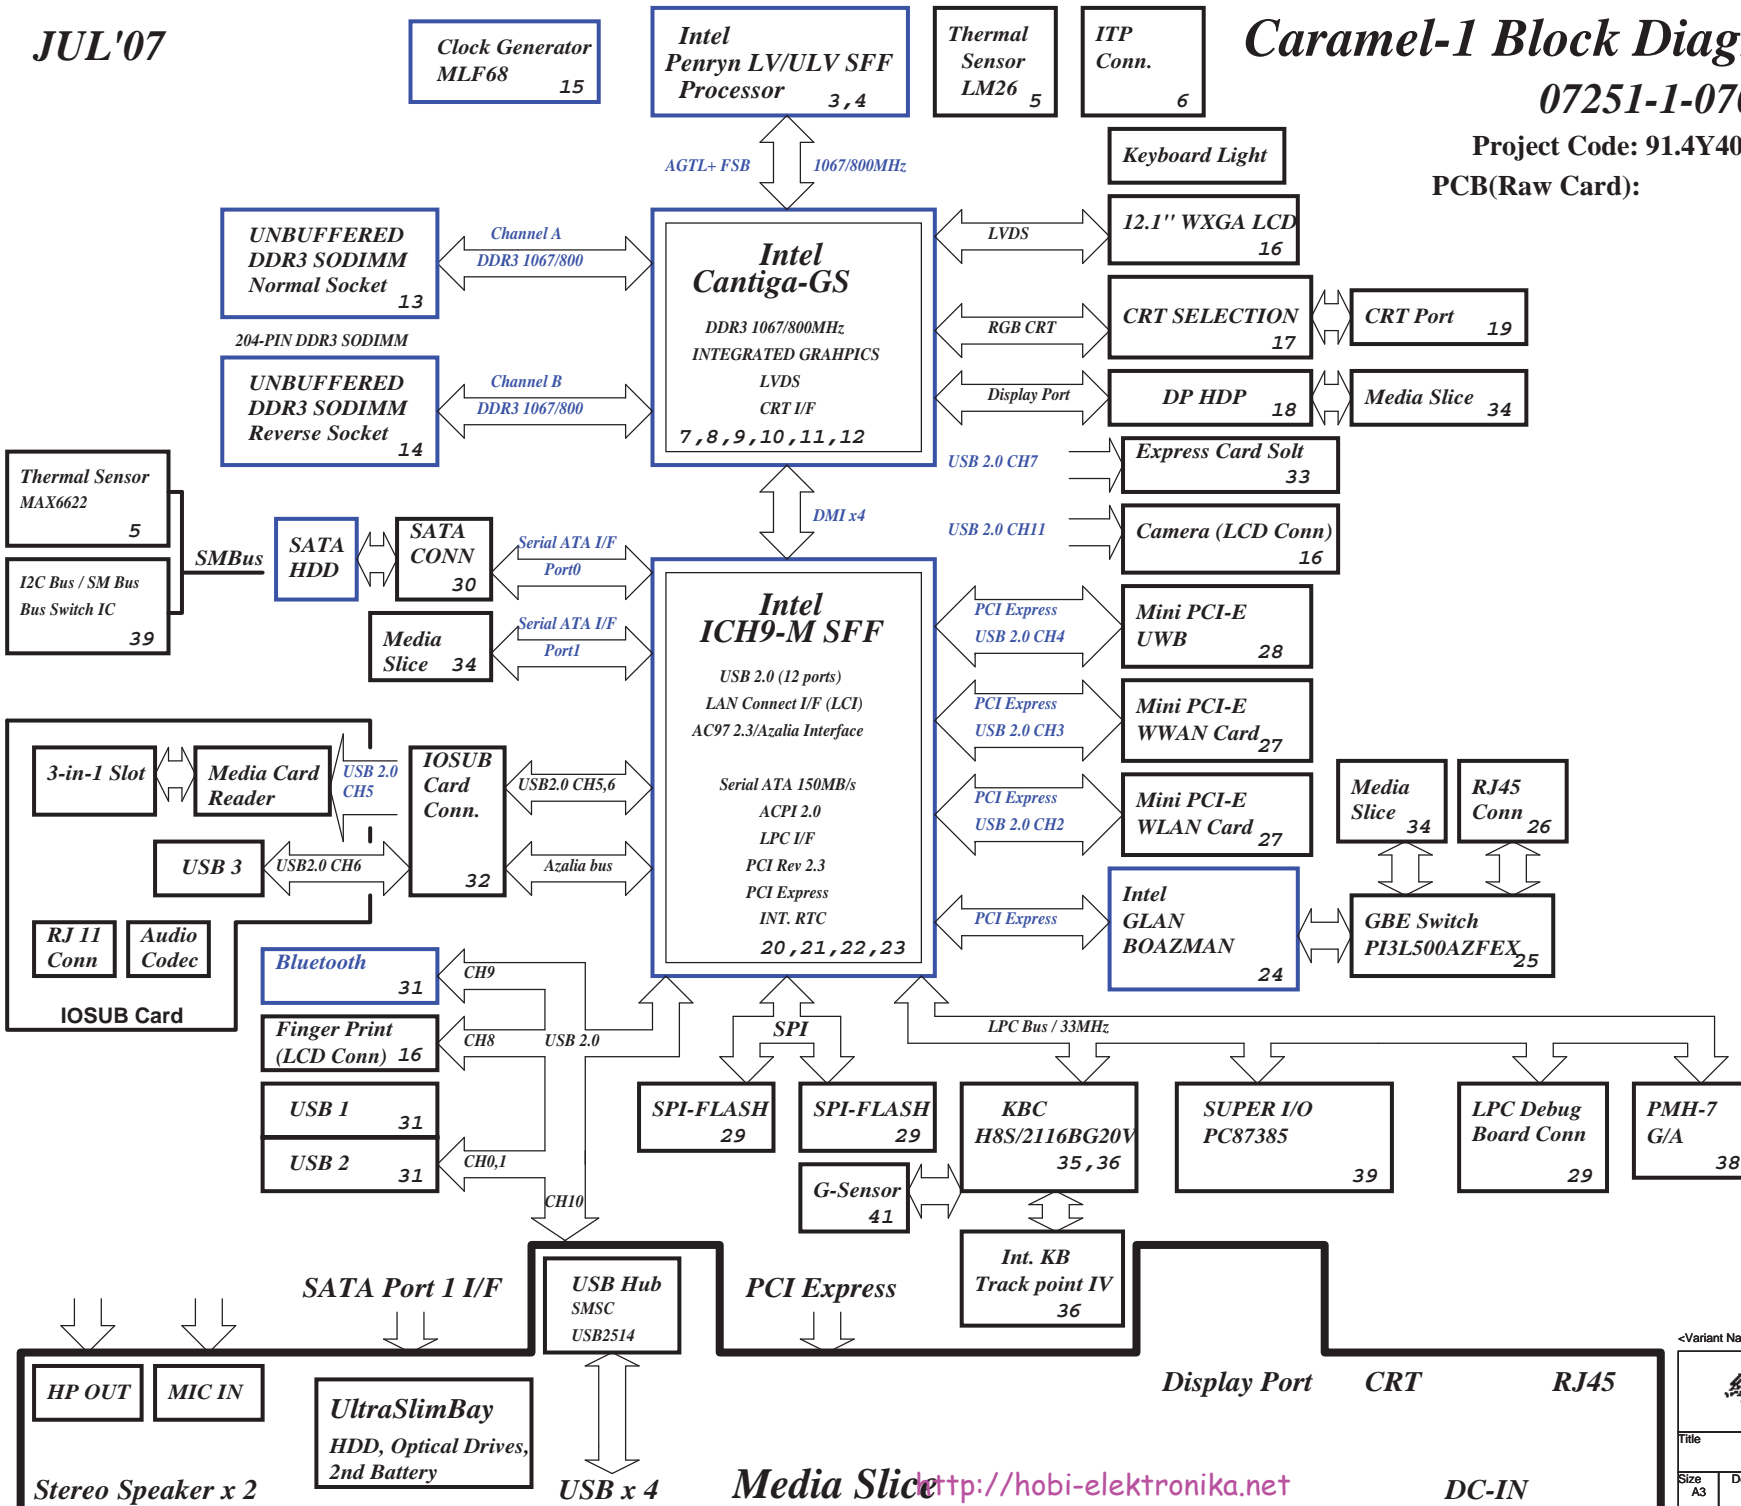 JUL'07
Clock Generator
MLF68
15
Intel
Penryn LV/ULV SFF
Processor
3,4
Thermal
Sensor
LM26
5
ITP
Conn.
6
Caramel-1 Block
07251-1-07
Project Code: 91.4Y40
PCB(Raw Card):
AGTL+ FSB
1067/800MHz
Keyboard Light
UNBUFFERED
DDR3 SODIMM
Normal Socket
13
Channel A
DDR3 1067/800
204-PIN DDR3 SODIMM
UNBUFFERED
DDR3 SODIMM
Reverse Socket
14
Channel B
DDR3 1067/800
Intel
Cantiga-GS
DDR3 1067/800MHz
INTEGRATED GRAHPICS
LVDS
CRT I/F
7,8,9,10,11,12
LVDS
12.1" WXGA LCD
16
RGB CRT
CRT SELECTION
17
CRT Port
19
Display Port
DP HDP
18
Media Slice
34
USB 2.0 CH7
Express Card Solt
33
USB 2.0 CH11
Camera (LCD Conn)
16
DMI x4
Thermal Sensor
MAX6622
5
I2C Bus / SM Bus
Bus Switch IC
39
SMBus
SATA
HDD
SATA
CONN
30
Serial ATA I/F
Port0
Media
Slice
34
Serial ATA I/F
Port1
Intel
ICH9-M SFF
USB 2.0 (12 ports)
LAN Connect I/F (LCI)
AC97 2.3/Azalia Interface
Serial ATA 150MB/s
ACPI 2.0
LPC I/F
PCI Rev 2.3
PCI Express
INT. RTC
20,21,22,23
PCI Express
USB 2.0 CH4
Mini PCI-E
UWB
28
PCI Express
USB 2.0 CH3
Mini PCI-E
WWAN Card
27
PCI Express
USB 2.0 CH2
Mini PCI-E
WLAN Card
27
Media
Slice
34
RJ45
Conn
26
PCI Express
Intel
GLAN
BOAZMAN
24
GBE Switch
PI3L500AZFEX
25
3-in-1 Slot
Media Card
Reader
USB 2.0
CH5
IOSUB
Card
Conn.
32
USB2.0 CH5,6
USB 3
USB2.0 CH6
Azalia bus
RJ 11
Conn
Audio
Codec
IOSUB Card
Bluetooth
31
CH9
Finger Print
(LCD Conn)
16
CH8
USB 2.0
USB 1
31
USB 2
31
CH0,1
CH10
SPI
LPC Bus / 33MHz
SPI-FLASH
29
SPI-FLASH
29
KBC
H8S/2116BG20V
35,36
SUPER I/O
PC87385
39
LPC Debug
Board Conn
29
PMH-7
G/A
38
G-Sensor
41
Int. KB
Track point IV
36
SATA Port 1 I/F
USB Hub
SMSC
USB2514
PCI Express
HP OUT
MIC IN
UltraSlimBay
HDD, Optical Drives,
2nd Battery
Display Port
CRT
RJ45
Stereo Speaker x 2
USB x 4
Media Slice
http://hobi-elektronika.net
DC-IN
<Variant
Title
Size
A3